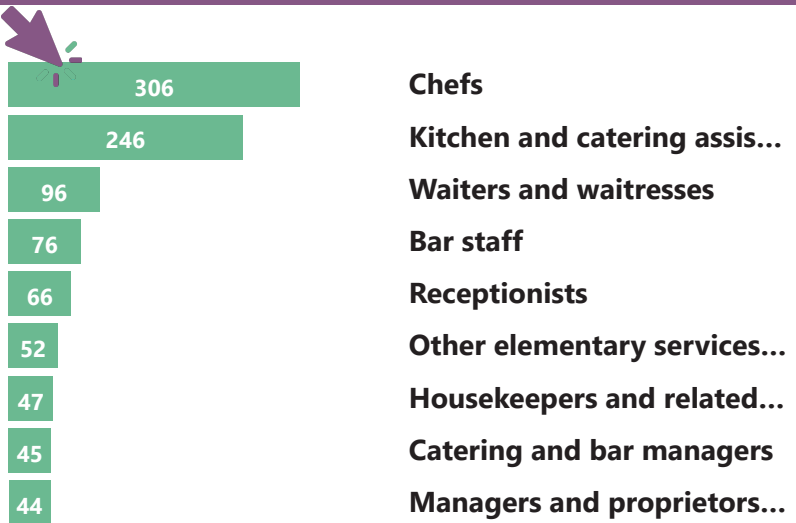 306 Chefs
246 Kitchen and catering assis...
96 Waiters and waitresses
76 Bar staff
66 Receptionists
52 Other elementary services...
47 Housekeepers and related...
45 Catering and bar managers
44 Managers and proprietors...